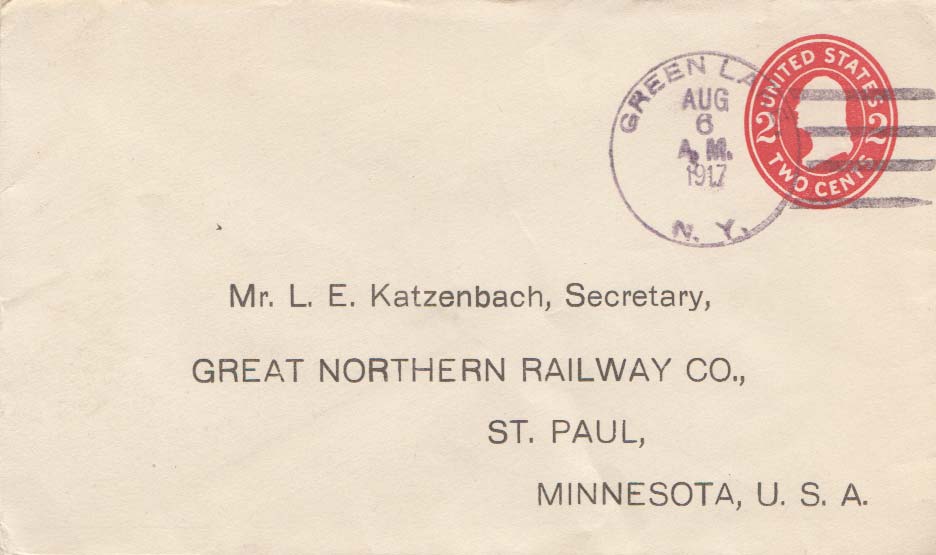 GREEN
AUG
6
A. M.
1917
N. Y.
UNITED STATES
2 2
TWO CENTS
Mr. L. E. Katzenbach, Secretary,
GREAT NORTHERN RAILWAY CO.,
ST. PAUL,
MINNESOTA, U. S. A.